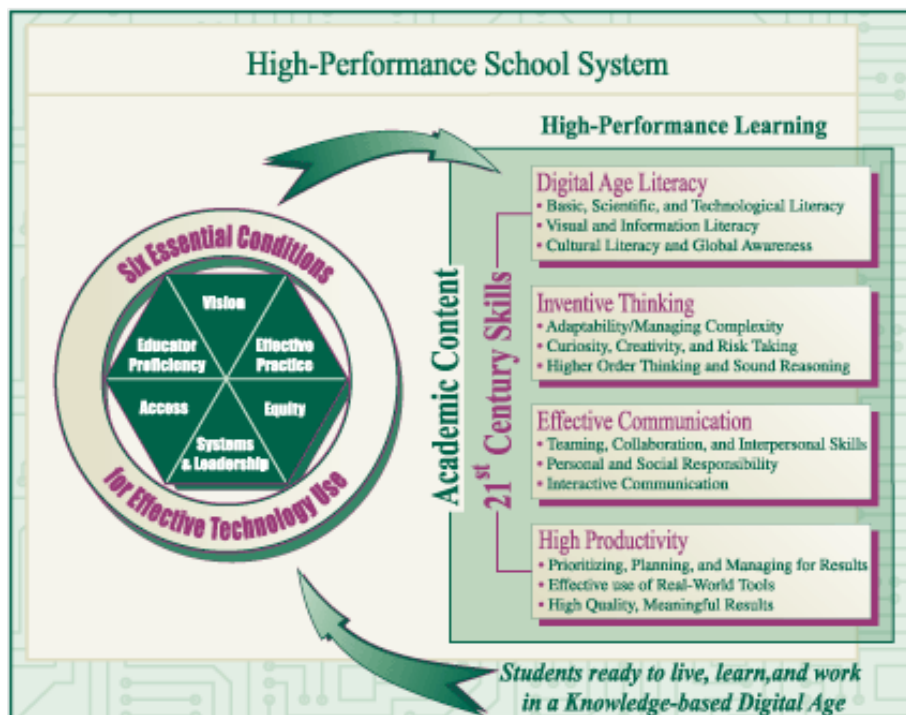 High-Performance School System
High-Performance Learning
Six Essential Conditions
for Effective Technology Use
Vision
Educator
Proficiency
Effective
Practice
Access
Equity
Systems
& Leadership
Academic Content
21st Century Skills
Digital Age Literacy
• Basic, Scientific, and Technological Literacy
• Visual and Information Literacy
• Cultural Literacy and Global Awareness
Inventive Thinking
• Adaptability/Managing Complexity
• Curiosity, Creativity, and Risk Taking
• Higher Order Thinking and Sound Reasoning
Effective Communication
• Teaming, Collaboration, and Interpersonal Skills
• Personal and Social Responsibility
• Interactive Communication
High Productivity
• Prioritizing, Planning, and Managing for Results
• Effective use of Real-World Tools
• High Quality, Meaningful Results
Students ready to live, learn,and work
in a Knowledge-based Digital Age